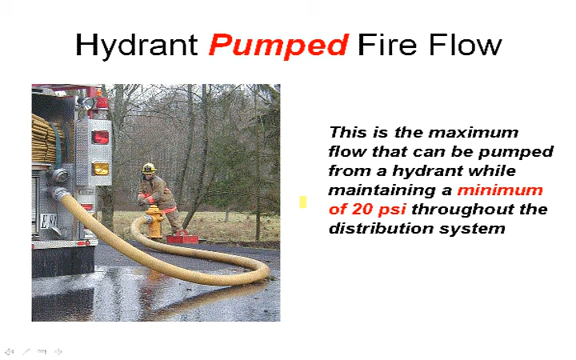 Hydrant Pumped Fire Flow
This is the maximum
flow that can be pumped
from a hydrant while
maintaining a minimum
of 20 psi throughout the
distribution system